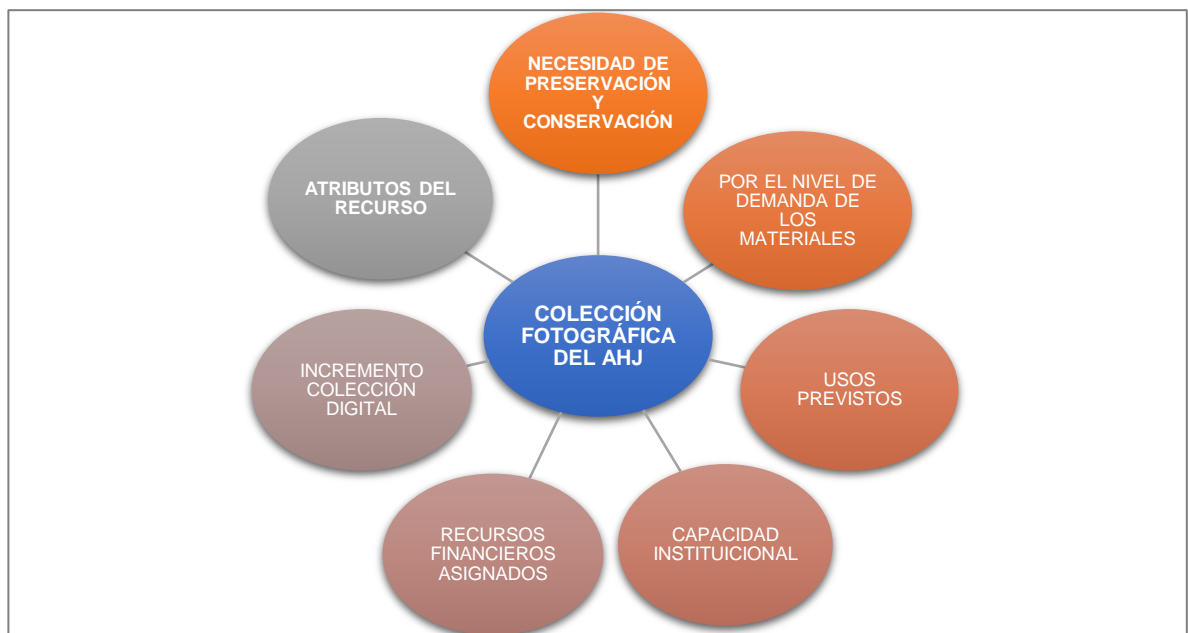 NECESIDAD DE
PRESERVACIÓN
Y
CONSERVACIÓN
POR EL NIVEL DE
DEMANDA DE
LOS
MATERIALES
USOS
PREVISTOS
CAPACIDAD
INSTITUICIONAL
RECURSOS
FINANCIEROS
ASIGNADOS
INCREMENTO
COLECCIÓN
DIGITAL
ATRIBUTOS DEL
RECURSO
COLECCIÓN
FOTOGRÁFICA
DEL AHJ